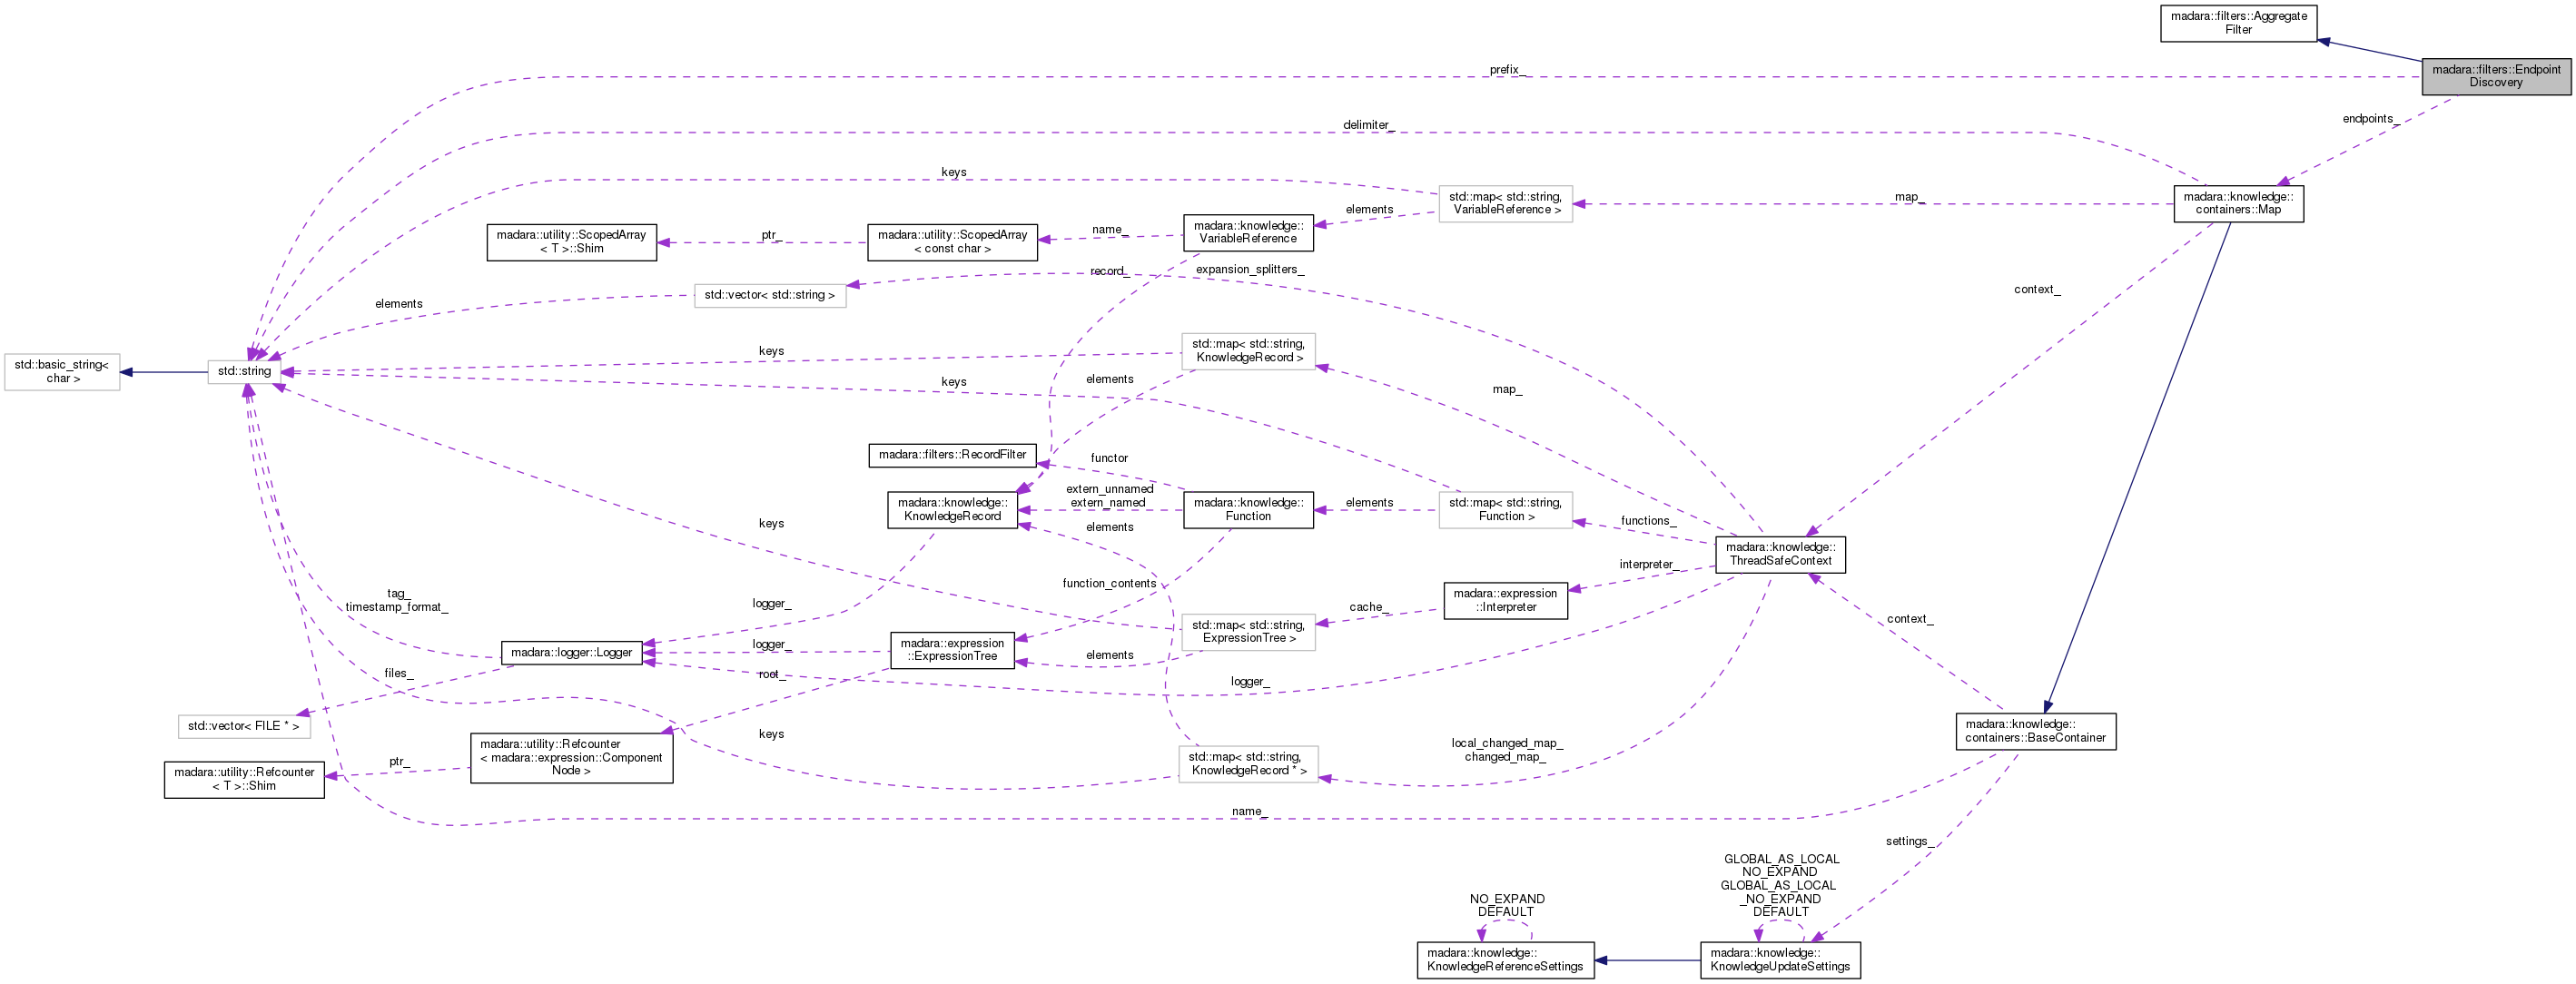 madara::filters::Aggregate
Filter
madara::filters::Endpoint
Discovery
prefix_
endpoints_
delimiter_
keys
std::map< std::string,
VariableReference >
map_
madara::knowledge::
containers::Map
elements
madara::knowledge::
VariableReference
name_
madara::utility::ScopedArray
< const char >
ptr_
madara::utility::ScopedArray
< T >::Shim
record_
expansion_splitters_
context_
std::vector< std::string >
elements
std::map< std::string,
KnowledgeRecord >
keys
std::basic_string<
char >
std::string
keys
elements
map_
madara::filters::RecordFilter
functor
extern_unnamed
extern_named
madara::knowledge::
KnowledgeRecord
madara::knowledge::
Function
elements
std::map< std::string,
Function >
functions_
keys
elements
madara::knowledge::
ThreadSafeContext
interpreter_
madara::expression
::Interpreter
cache_
function_contents
std::map< std::string,
ExpressionTree >
tag_
timestamp_format_
logger_
context_
madara::logger::Logger
logger_
madara::expression
::ExpressionTree
elements
files_
root_
logger_
std::vector< FILE * >
keys
madara::utility::Refcounter
< madara::expression::Component
Node >
ptr_
madara::utility::Refcounter
< T >::Shim
std::map< std::string,
KnowledgeRecord * >
local_changed_map_
changed_map_
madara::knowledge::
containers::BaseContainer
name_
settings_
GLOBAL_AS_LOCAL
NO_EXPAND
GLOBAL_AS_LOCAL
_NO_EXPAND
DEFAULT
NO_EXPAND
DEFAULT
madara::knowledge::
KnowledgeReferenceSettings
madara::knowledge::
KnowledgeUpdateSettings